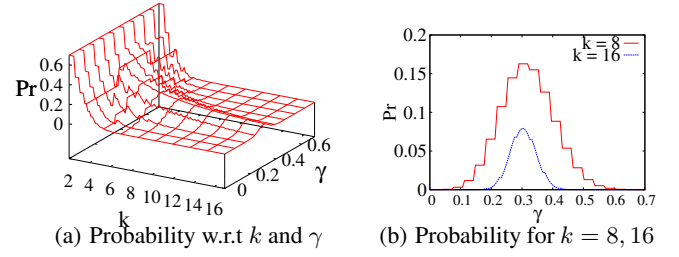 0.6
0.4
0.2
0
Pr
2
4
6
8
10
12
14
16
k
0
0.2
0.4
0.6
γ
(a) Probability w.r.t k and γ
0.2
0.15
0.1
0.05
0
Pr
k = 8
k = 16
0 0.1 0.2 0.3 0.4 0.5 0.6 0.7
γ
(b) Probability for k = 8, 16